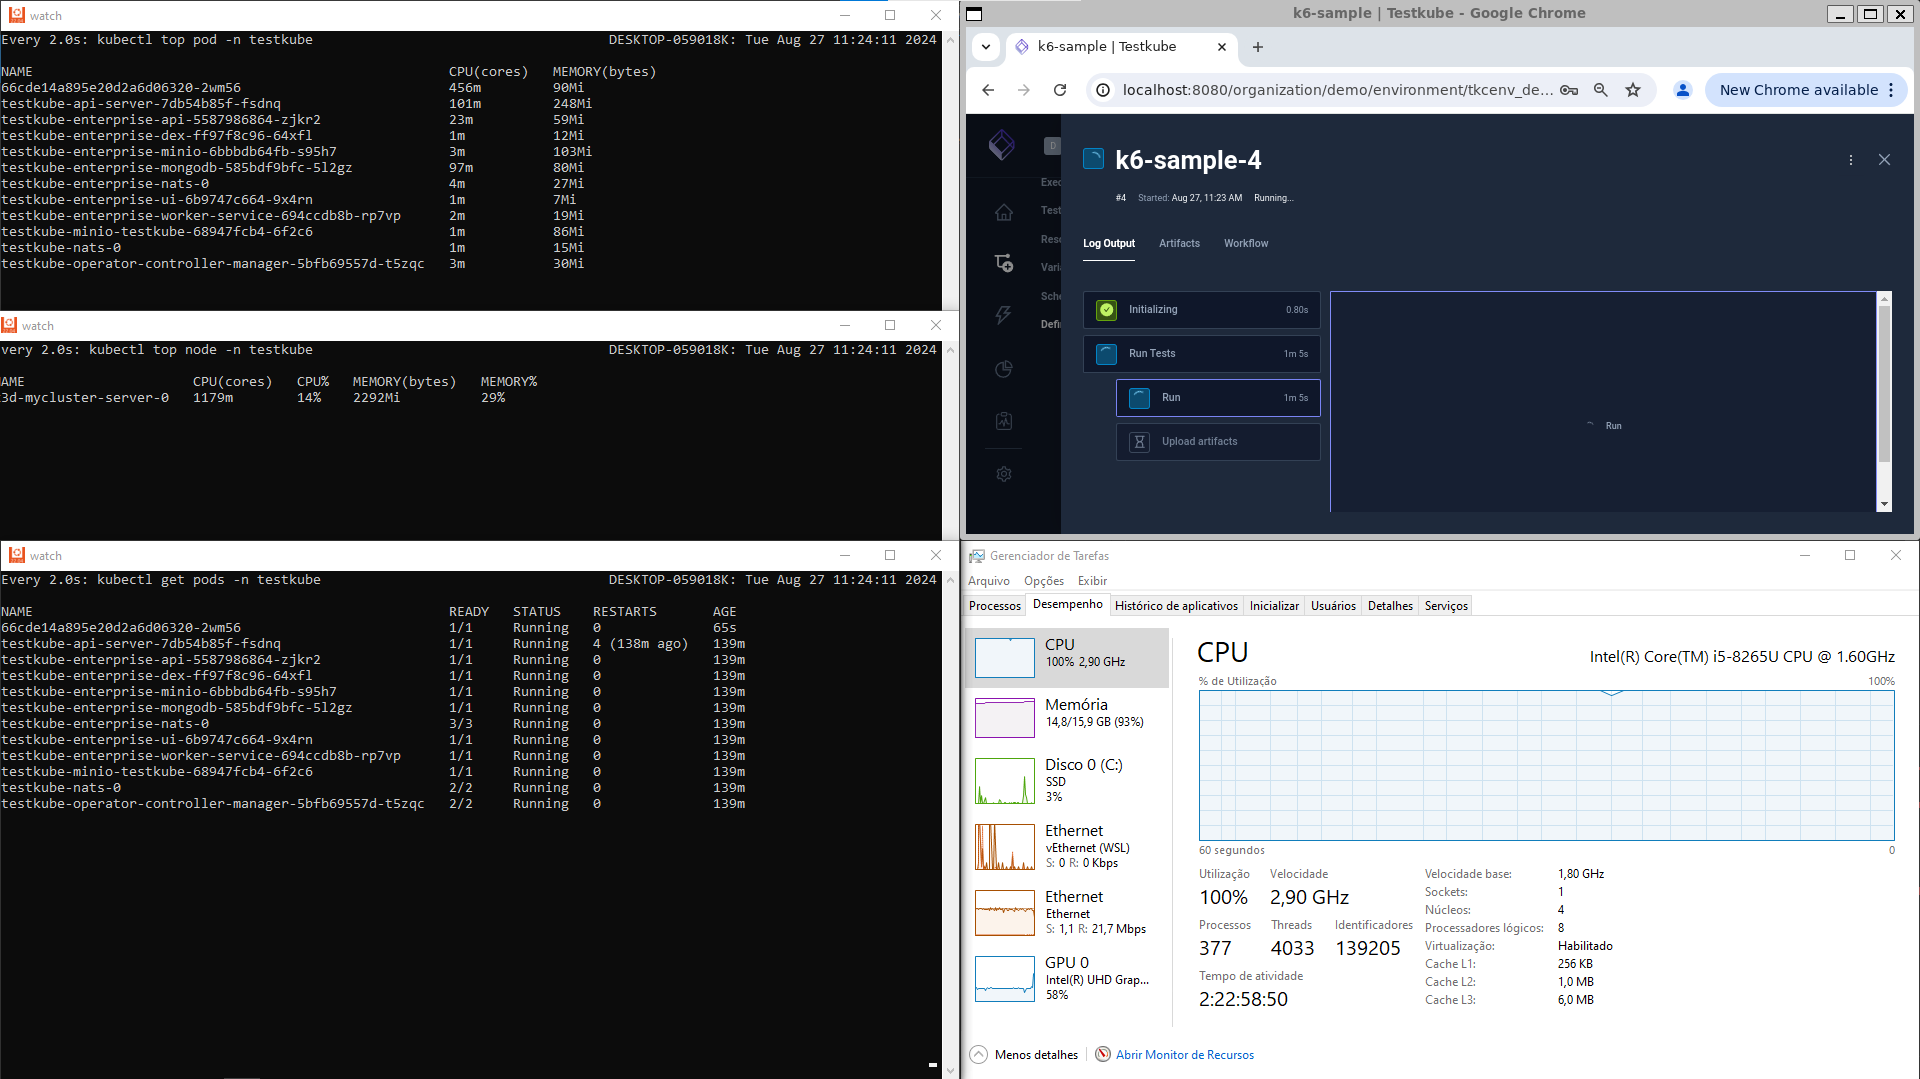 watch
Every 2.0s: kubectl top pod -n testkube DESKTOP-059018K: Tue Aug 27 11:24:11 2024
NAME CPU(cores) MEMORY(bytes)
66cde14a895e20d2a6d06320-2wm56 456m 90Mi
testkube-api-server-7db54b85f-fsdnq 101m 248Mi
testkube-enterprise-api-5587986864-zjkr2 23m 59Mi
testkube-enterprise-dex-ff97f8c96-64xfl 1m 12Mi
testkube-enterprise-minio-6bbbdb64fb-s95h7 3m 103Mi
testkube-enterprise-mongodb-585bdf9bfc-5l2gz 97m 80Mi
testkube-enterprise-nats-0 4m 27Mi
testkube-enterprise-ui-6b9747c664-9x4rn 1m 7Mi
testkube-enterprise-worker-service-694ccdb8b-rp7vp 2m 19Mi
testkube-minio-testkube-68947fcb4-6f2c6 1m 86Mi
testkube-nats-0 1m 15Mi
testkube-operator-controller-manager-5bfb69557d-t5zqc 3m 30Mi
watch
very 2.0s: kubectl top node -n testkube DESKTOP-059018K: Tue Aug 27 11:24:11 2024
AME CPU(cores) CPU% MEMORY(bytes) MEMORY%
3d-mycluster-server-0 1179m 14% 2292Mi 29%
watch
Every 2.0s: kubectl get pods -n testkube DESKTOP-059018K: Tue Aug 27 11:24:11 2024
NAME READY STATUS RESTARTS AGE
66cde14a895e20d2a6d06320-2wm56 1/1 Running 0 65s
testkube-api-server-7db54b85f-fsdnq 1/1 Running 4 (138m ago) 139m
testkube-enterprise-api-5587986864-zjkr2 1/1 Running 0 139m
testkube-enterprise-dex-ff97f8c96-64xfl 1/1 Running 0 139m
testkube-enterprise-minio-6bbbdb64fb-s95h7 1/1 Running 0 139m
testkube-enterprise-mongodb-585bdf9bfc-5l2gz 1/1 Running 0 139m
testkube-enterprise-nats-0 3/3 Running 0 139m
testkube-enterprise-ui-6b9747c664-9x4rn 1/1 Running 0 139m
testkube-enterprise-worker-service-694ccdb8b-rp7vp 1/1 Running 0 139m
testkube-minio-testkube-68947fcb4-6f2c6 1/1 Running 0 139m
testkube-nats-0 2/2 Running 0 139m
testkube-operator-controller-manager-5bfb69557d-t5zqc 2/2 Running 0 139m
k6-sample | Testkube - Google Chrome
k6-sample | Testkube
localhost:8080/organization/demo/environment/tkcenv_de... New Chrome available
D
Exec
Test
Reso
Varia
Sche
Defi
k6-sample-4
#4 Started: Aug 27, 11:23 AM Running...
Log Output Artifacts Workflow
Initializing 0.80s
Run Tests 1m 5s
Run 1m 5s
Upload artifacts
Run
Gerenciador de Tarefas
Arquivo Opções Exibir
Processos Desempenho Histórico de aplicativos Inicializar Usuários Detalhes Serviços
CPU
100% 2,90 GHz
Memória
14,8/15,9 GB (93%)
Disco 0 (C:)
SSD
3%
Ethernet
vEthernet (WSL)
S: 0 R: 0 Kbps
Ethernet
Ethernet
S: 1,1 R: 21,7 Mbps
GPU 0
Intel(R) UHD Grap...
58%
CPU Intel(R) Core(TM) i5-8265U CPU @ 1.60GHz
% de Utilização 100%
60 segundos 0
Utilização Velocidade
100% 2,90 GHz
Processos Threads Identificadores
377 4033 139205
Tempo de atividade
2:22:58:50
Velocidade base: 1,80 GHz
Sockets: 1
Núcleos: 4
Processadores lógicos: 8
Virtualização: Habilitado
Cache L1: 256 KB
Cache L2: 1,0 MB
Cache L3: 6,0 MB
Menos detalhes Abrir Monitor de Recursos